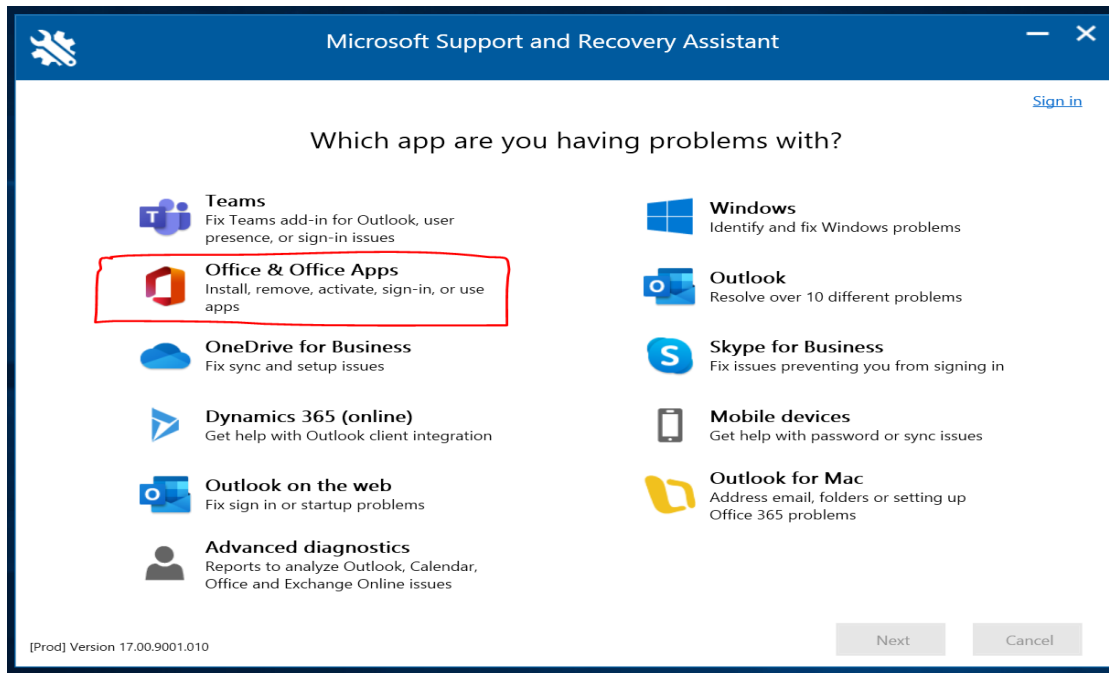 Microsoft Support and Recovery Assistant
Sign in
Which app are you having problems with?
Teams
Fix Teams add-in for Outlook, user
presence, or sign-in issues
Office & Office Apps
Install, remove, activate, sign-in, or use
apps
OneDrive for Business
Fix sync and setup issues
Dynamics 365 (online)
Get help with Outlook client integration
Outlook on the web
Fix sign in or startup problems
Advanced diagnostics
Reports to analyze Outlook, Calendar,
Office and Exchange Online issues
Windows
Identify and fix Windows problems
Outlook
Resolve over 10 different problems
Skype for Business
Fix issues preventing you from signing in
Mobile devices
Get help with password or sync issues
Outlook for Mac
Address email, folders or setting up
Office 365 problems
[Prod] Version 17.00.9001.010
Next
Cancel